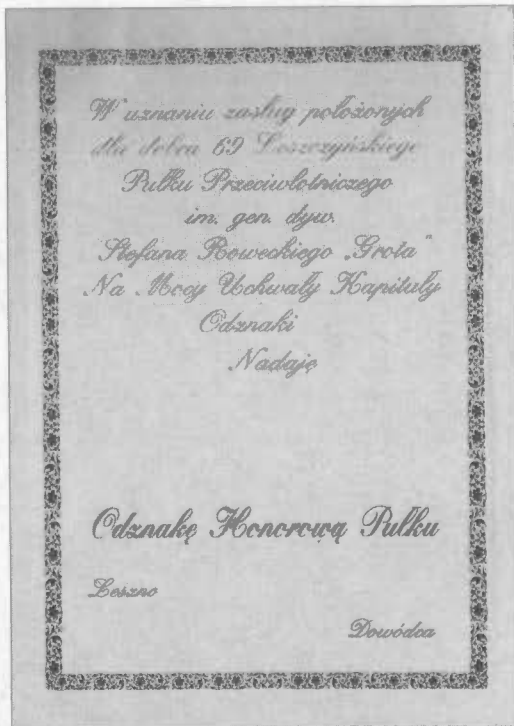 W uznaniu zasług położonych
dla dobra 69 Leszczyńskiego
Pułku Przeciwlotniczego
im. gen. dyw.
Stefana Roweckiego „Grota”
Na Mocy Uchwały Kapituły
Odznaki
Nadaję
Odznakę Honorową Pułku
Leszno
Dowódca